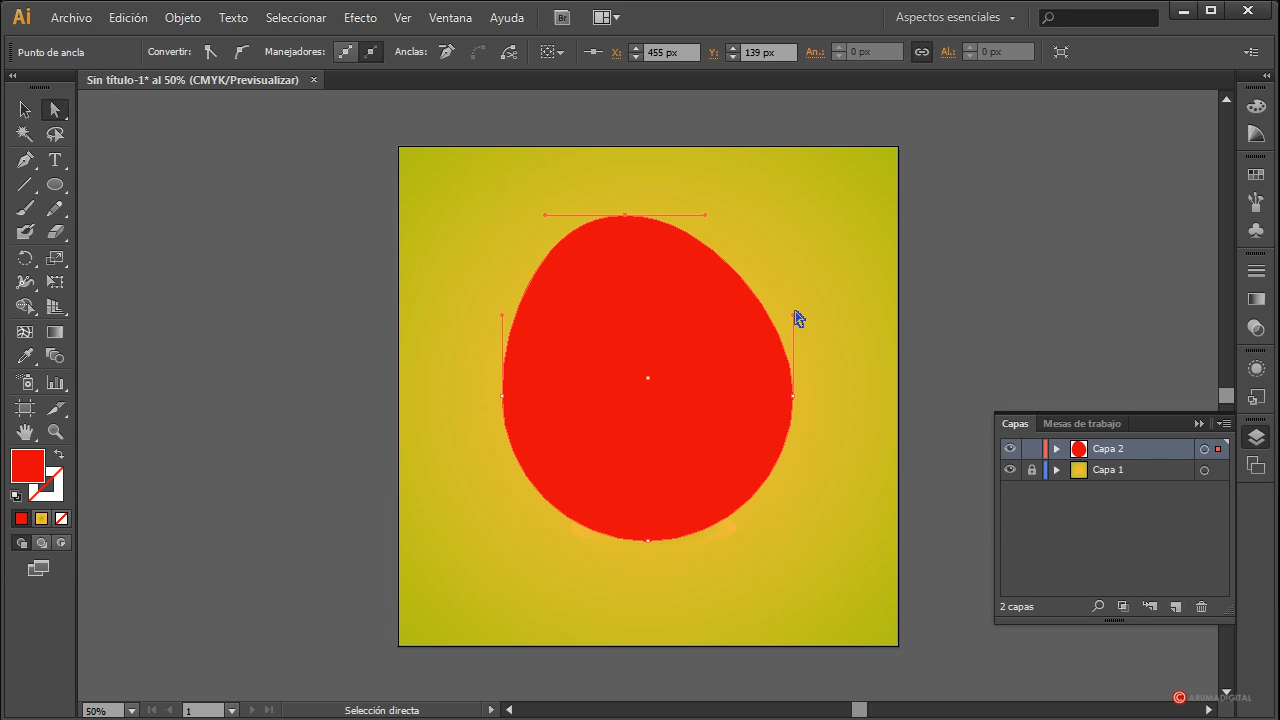 Ai Archivo Edición Objeto Texto Seleccionar Efecto Ver Ventana Ayuda Br Aspectos esenciales
Punto de ancla Convertir: Manejadores: Anclas: X: 455 px Y: 139 px An.: 0 px Al.: 0 px
Sin título-1* al 50% (CMYK/Previsualizar)
T
Capas Mesas de trabajo
Capa 2
Capa 1
2 capas
© ARUMADIGITAL
50% 1 Selección directa